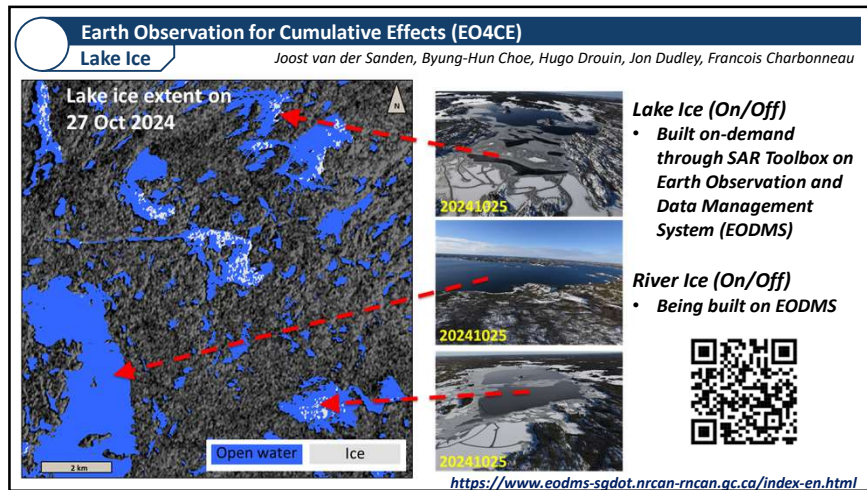 Earth Observation for Cumulative Effects (EO4CE)
Lake Ice
Joost van der Sanden, Byung-Hun Choe, Hugo Drouin, Jon Dudley, Francois Charbonneau
Lake ice extent on
27 Oct 2024
N
Open water
Ice
2 km
20241025
20241025
20241025
Lake Ice (On/Off)
• Built on-demand
through SAR Toolbox on
Earth Observation and
Data Management
System (EODMS)
River Ice (On/Off)
• Being built on EODMS
https://www.eodms-sgdot.nrcan-rncan.gc.ca/index-en.html